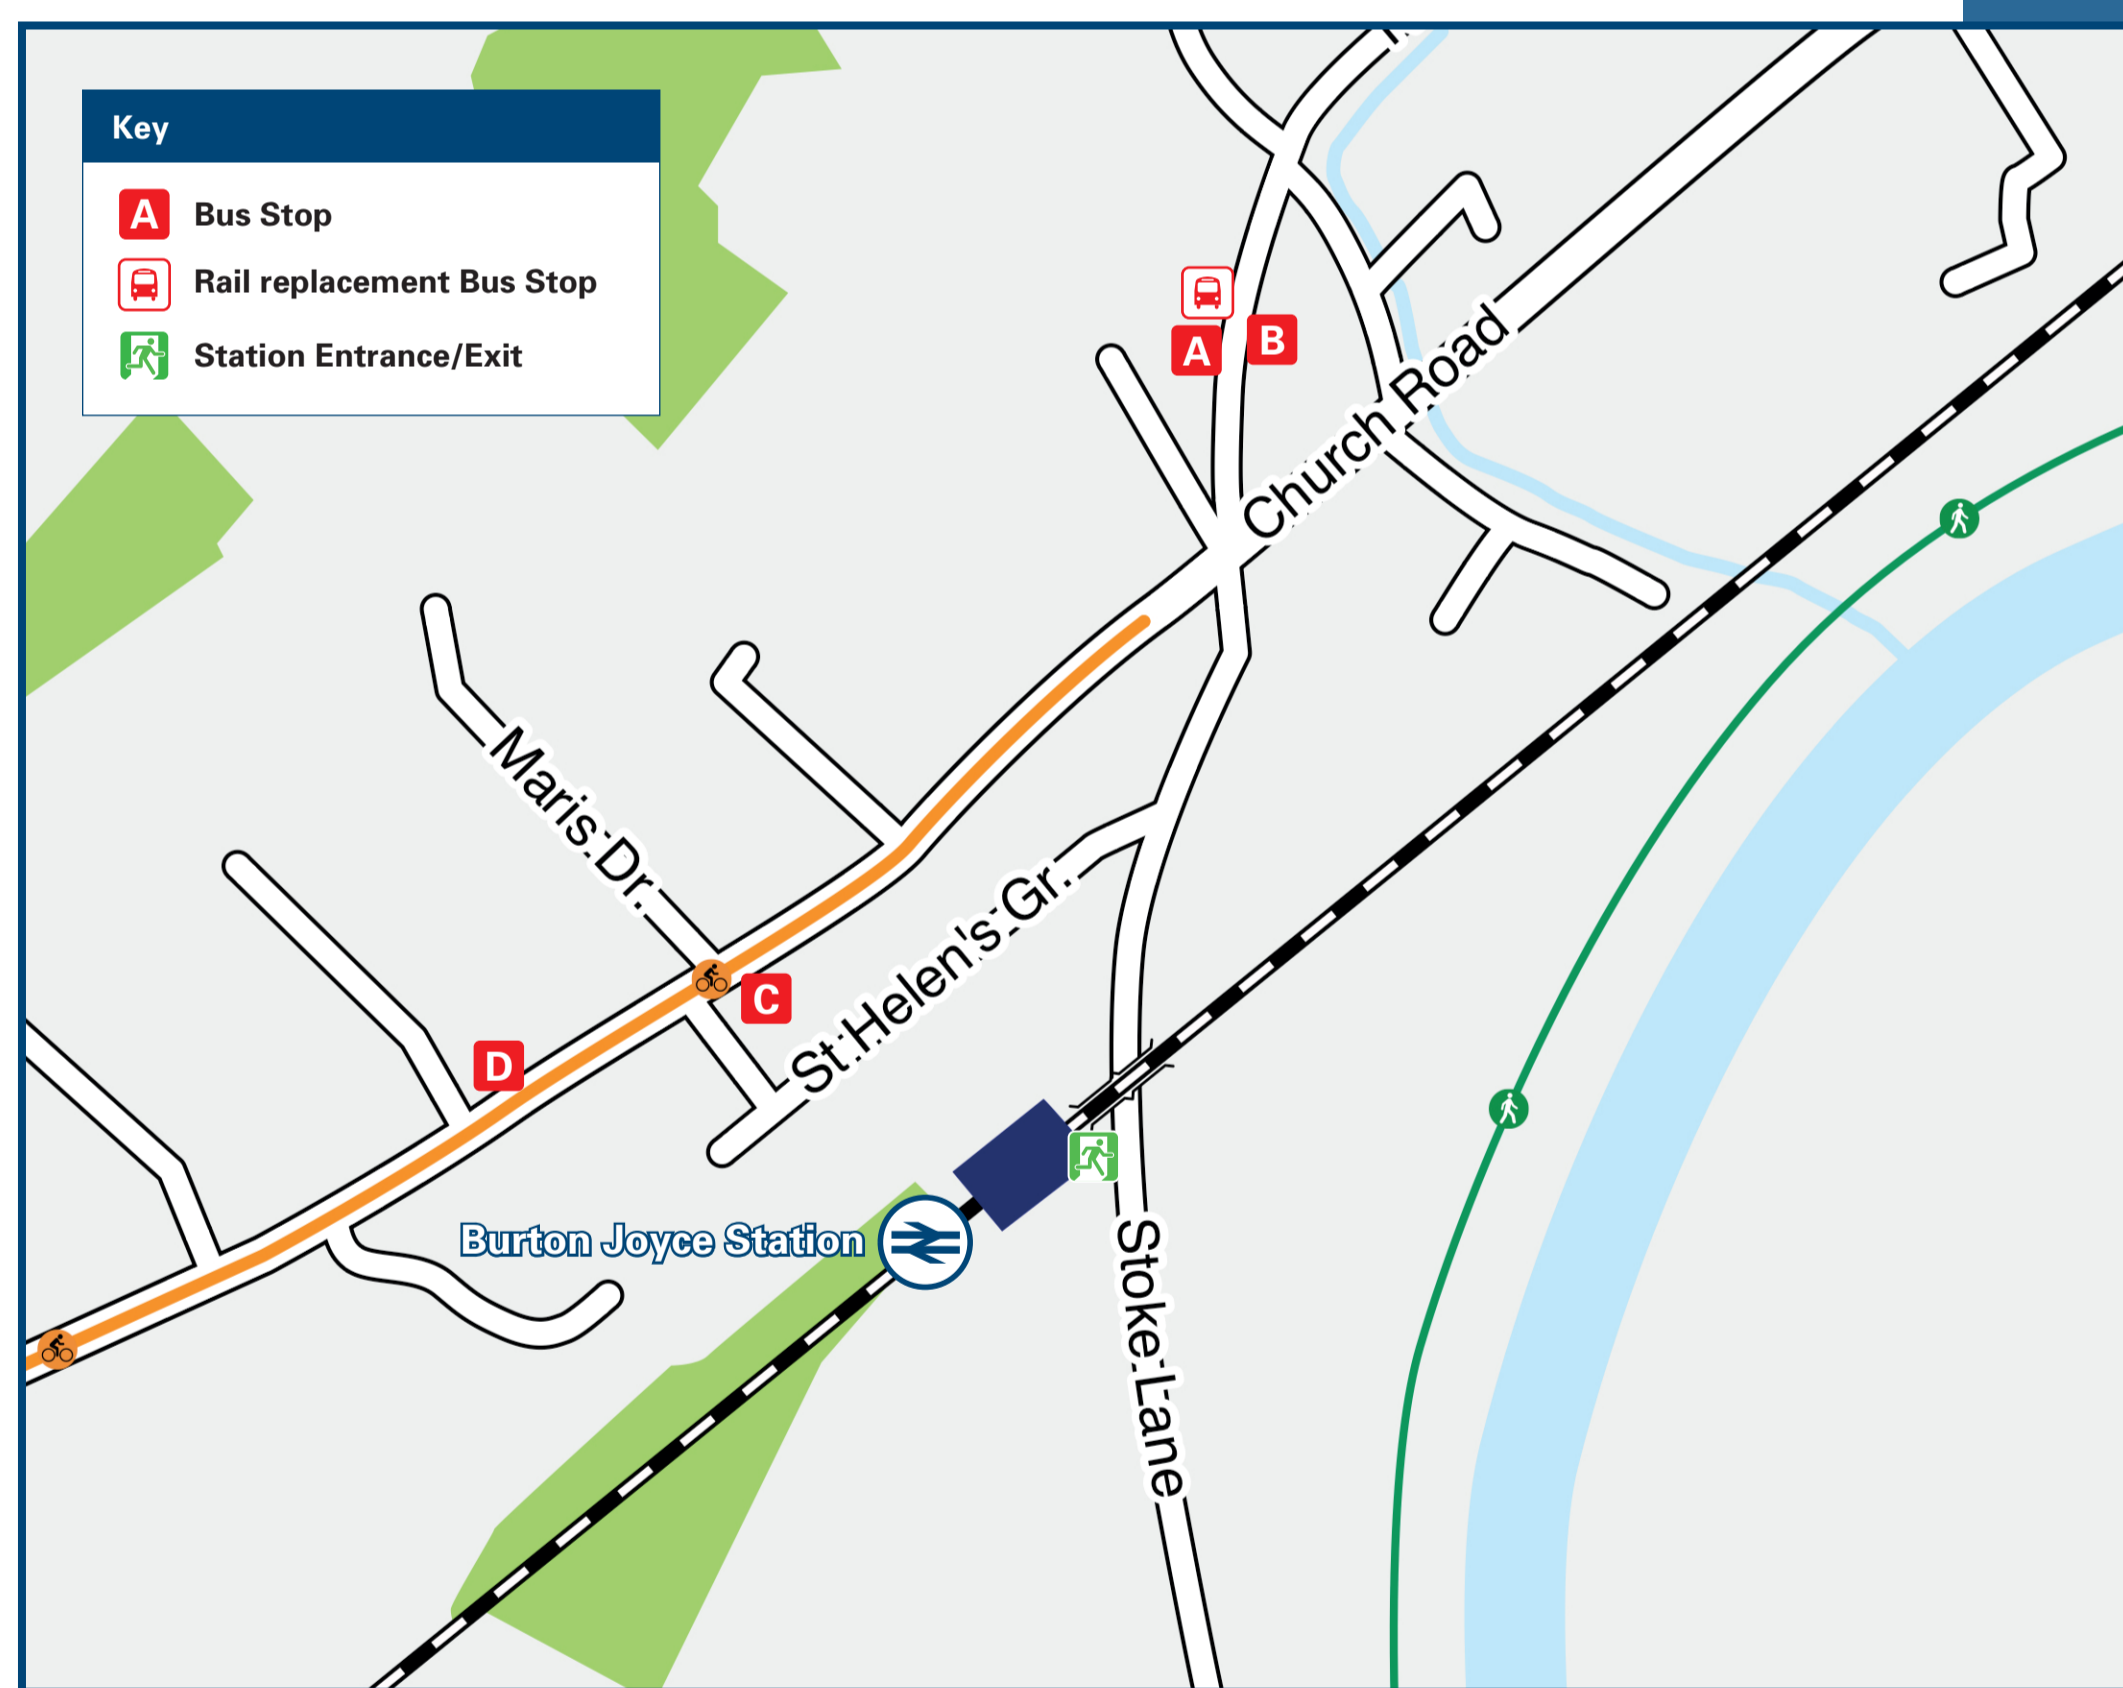 Key
A Bus Stop
Rail replacement Bus Stop
Station Entrance/Exit
A
B
Church Road
Maris Dr.
C
St Helen's Gr.
D
Burton Joyce Station
Stoke Lane